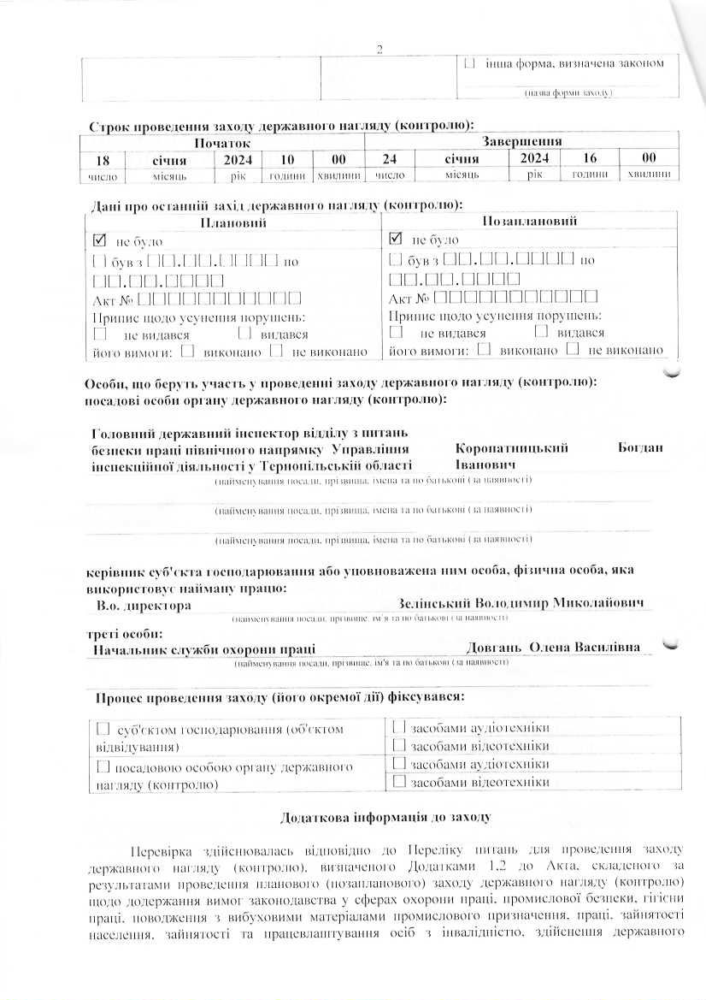 2
☐ інша форма, визначена законом
(назва форми заходу)
Строк проведення заходу державного нагляду (контролю):
Початок Завершення
18 січня 2024 10 00 24 січня 2024 16 00
число місяць рік години хвилини число місяць рік години хвилини
Дані про останній захід державного нагляду (контролю):
Плановий Позаплановий
☑ не було ☑ не було
☐ був з ☐☐.☐☐.☐☐☐☐ по ☐ був з ☐☐.☐☐.☐☐☐☐ по
☐☐.☐☐.☐☐☐☐ ☐☐.☐☐.☐☐☐☐
Акт № ☐☐☐☐☐☐☐☐☐☐☐ Акт № ☐☐☐☐☐☐☐☐☐☐☐
Припис щодо усунення порушень: Припис щодо усунення порушень:
☐ не видався ☐ видався ☐ не видався ☐ видався
його вимоги: ☐ виконано ☐ не виконано його вимоги: ☐ виконано ☐ не виконано
Особи, що беруть участь у проведенні заходу державного нагляду (контролю):
посадові особи органу державного нагляду (контролю):
Головний державний інспектор відділу з питань
безпеки праці північного напрямку Управління Коропатницький Богдан
інспекційної діяльності у Тернопільській області Іванович
(найменування посади, прізвища, імена та по батькові (за наявності)
(найменування посади, прізвища, імена та по батькові (за наявності)
(найменування посади, прізвища, імена та по батькові (за наявності)
керівник суб'єкта господарювання або уповноважена ним особа, фізична особа, яка
використовує найману працю:
В.о. директора Зелінський Володимир Миколайович
(найменування посади, прізвище, ім'я та по батькові (за наявності)
треті особи:
Начальник служби охорони праці Довгань Олена Василівна
(найменування посади, прізвище, ім'я та по батькові (за наявності)
Процес проведення заходу (його окремої дії) фіксувався:
☐ суб'єктом господарювання (об'єктом ☐ засобами аудіотехніки
відвідування) ☐ засобами відеотехніки
☐ посадовою особою органу державного ☐ засобами аудіотехніки
нагляду (контролю) ☐ засобами відеотехніки
Додаткова інформація до заходу
Перевірка здійснювалась відповідно до Переліку питань для проведення заходу
державного нагляду (контролю), визначеного Додатками 1,2 до Акта, складеного за
результатами проведення планового (позапланового) заходу державного нагляду (контролю)
щодо додержання вимог законодавства у сферах охорони праці, промислової безпеки, гігієни
праці, поводження з вибуховими матеріалами промислового призначення, праці, зайнятості
населення, зайнятості та працевлаштування осіб з інвалідністю, здійснення державного